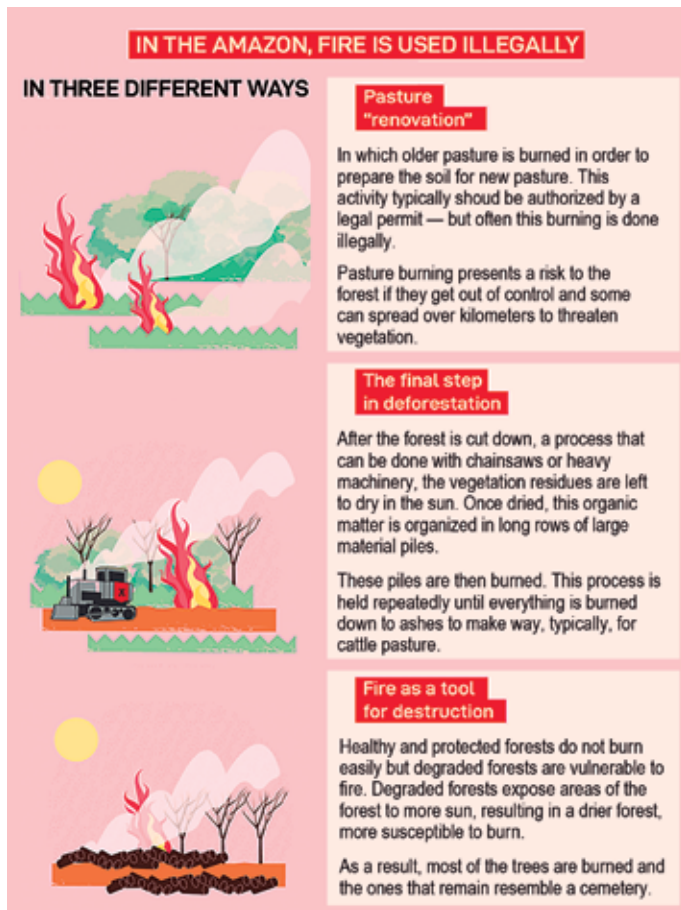 IN THE AMAZON, FIRE IS USED ILLEGALLY
IN THREE DIFFERENT WAYS
Pasture
"renovation"
In which older pasture is burned in order to
prepare the soil for new pasture. This
activity typically shoud be authorized by a
legal permit — but often this burning is done
illegally.
Pasture burning presents a risk to the
forest if they get out of control and some
can spread over kilometers to threaten
vegetation.
The final step
in deforestation
After the forest is cut down, a process that
can be done with chainsaws or heavy
machinery, the vegetation residues are left
to dry in the sun. Once dried, this organic
matter is organized in long rows of large
material piles.
These piles are then burned. This process is
held repeatedly until everything is burned
down to ashes to make way, typically, for
cattle pasture.
Fire as a tool
for destruction
Healthy and protected forests do not burn
easily but degraded forests are vulnerable to
fire. Degraded forests expose areas of the
forest to more sun, resulting in a drier forest,
more susceptible to burn.
As a result, most of the trees are burned and
the ones that remain resemble a cemetery.